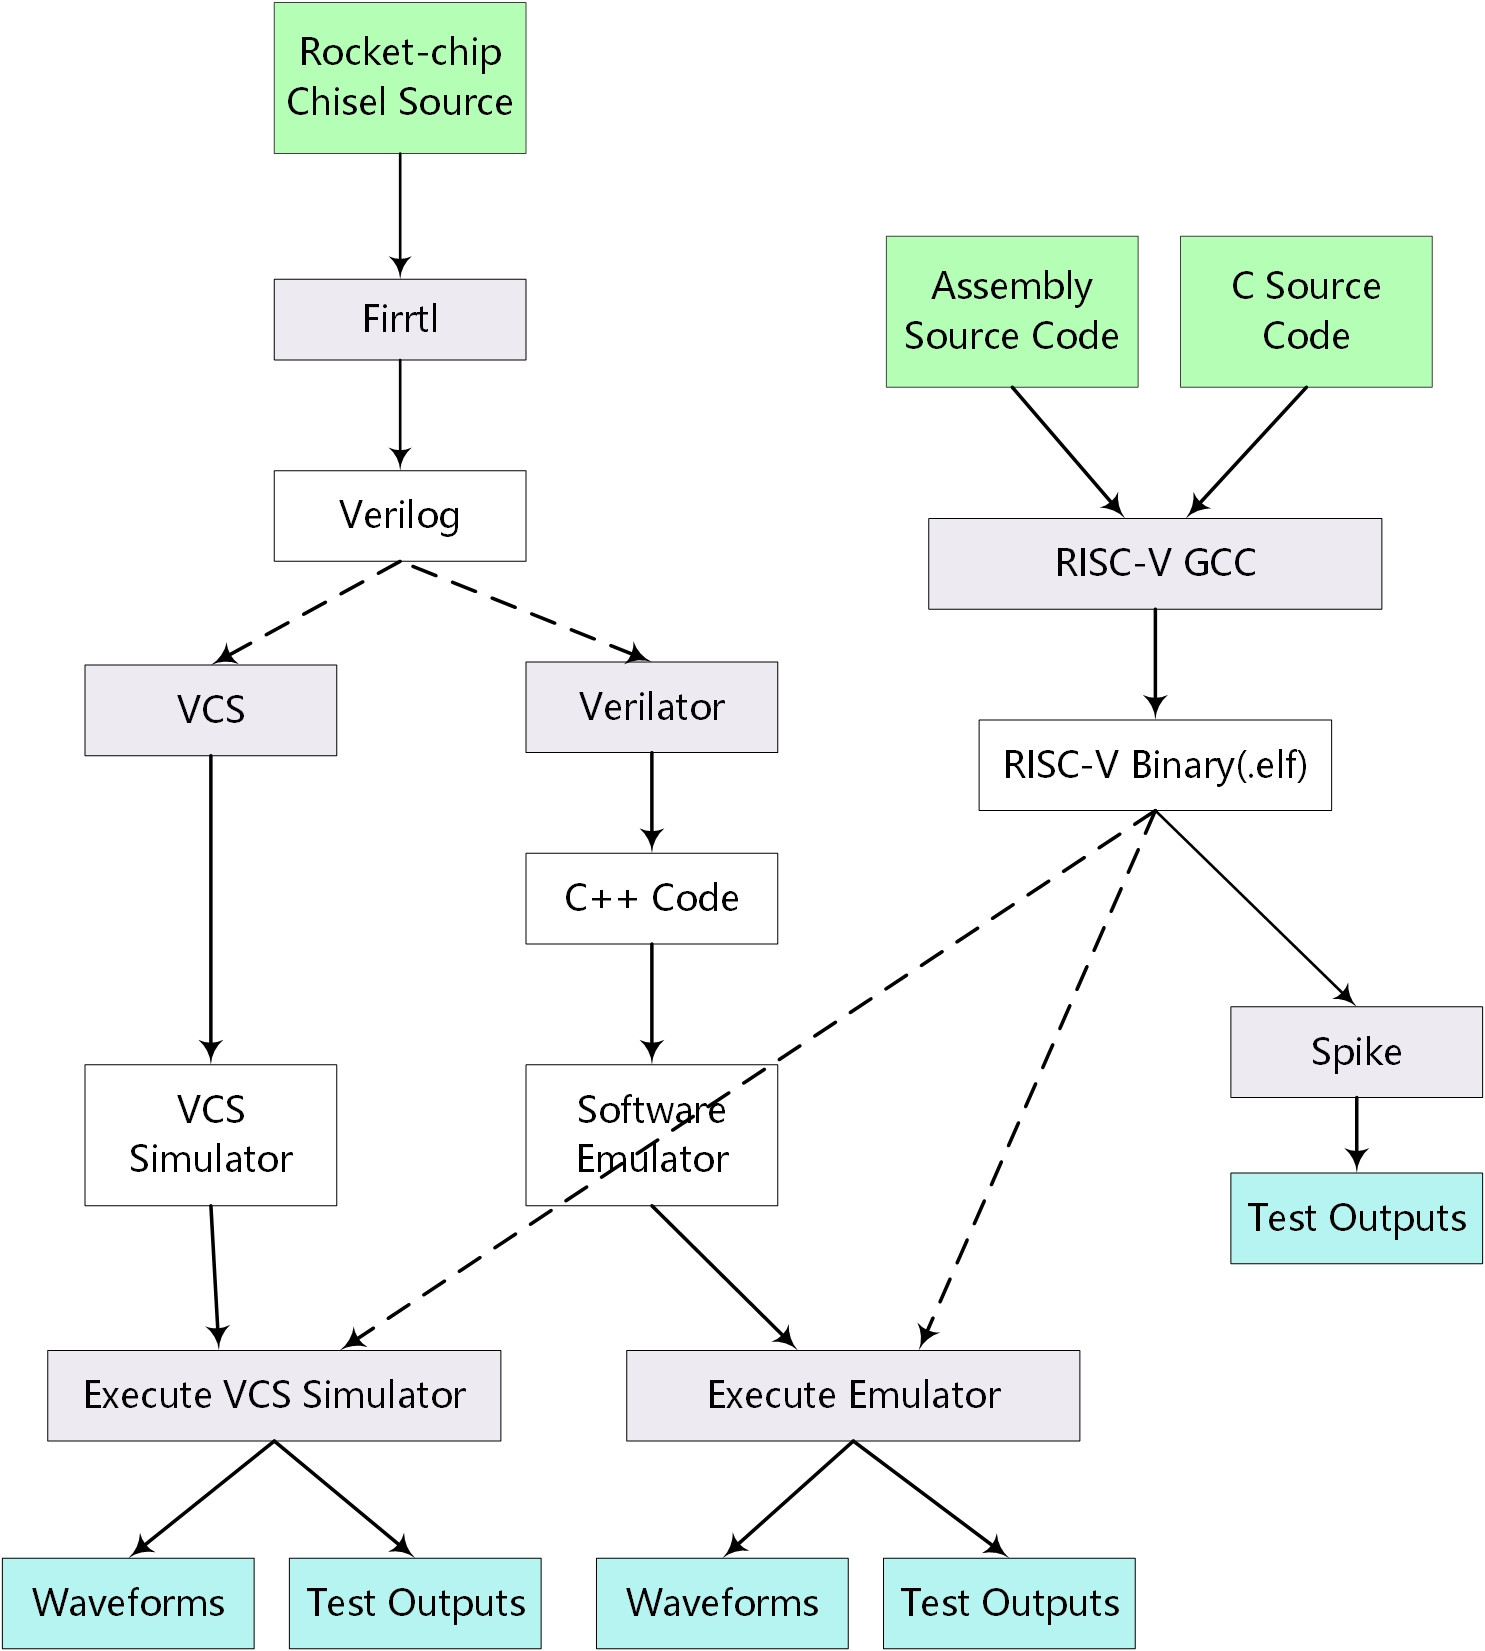 Rocket-chip
Chisel Source
Firrtl
Assembly
Source Code
C Source
Code
Verilog
RISC-V GCC
VCS
Verilator
RISC-V Binary(.elf)
C++ Code
Spike
VCS
Simulator
Software
Emulator
Test Outputs
Execute VCS Simulator
Execute Emulator
Waveforms
Test Outputs
Waveforms
Test Outputs